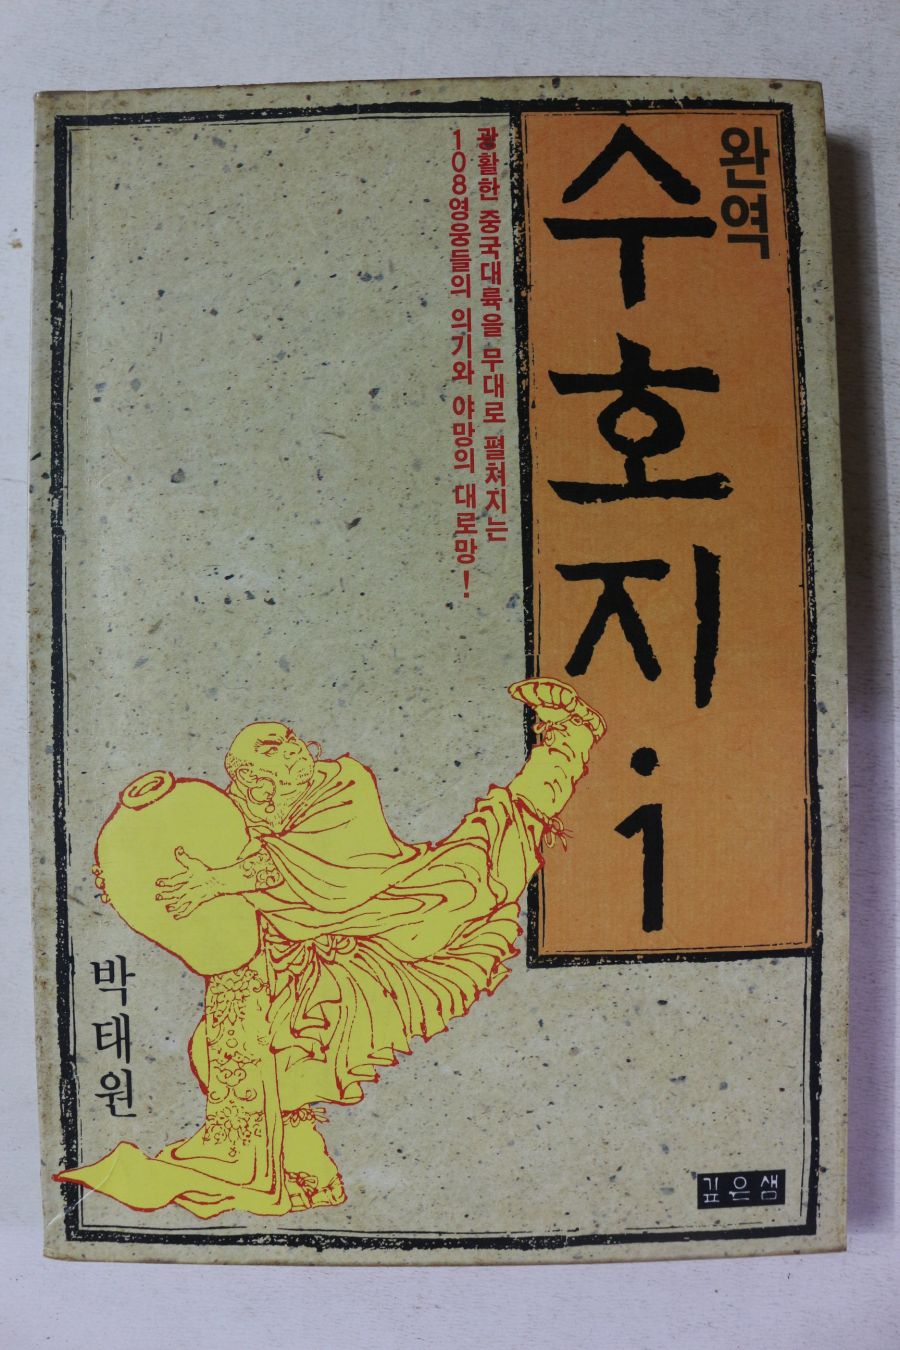 완역
수호지·1
광활한 중국대륙을 무대로 펼쳐지는
108영웅들의 의기와 야망의 대로망!
박태원
깊은샘